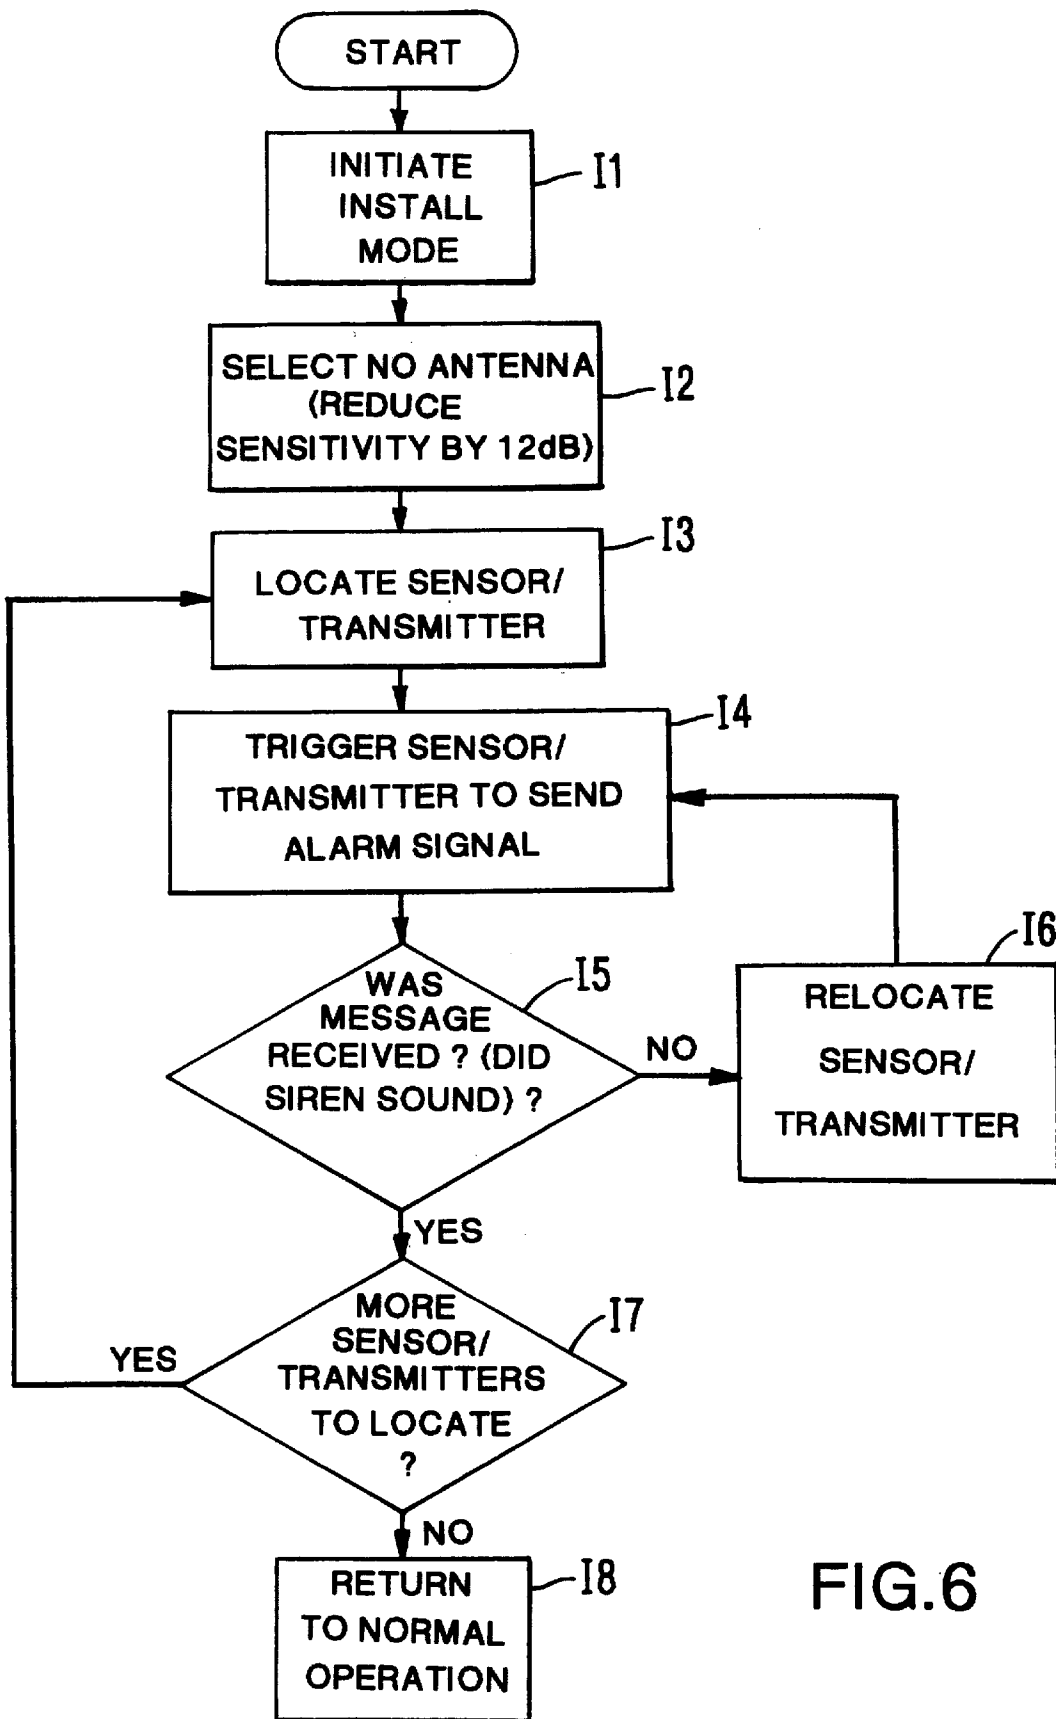 START
INITIATE
INSTALL
MODE
I1
SELECT NO ANTENNA
(REDUCE
SENSITIVITY BY 12dB)
I2
LOCATE SENSOR/
TRANSMITTER
I3
TRIGGER SENSOR/
TRANSMITTER TO SEND
ALARM SIGNAL
I4
WAS
MESSAGE
RECEIVED ? (DID
SIREN SOUND) ?
I5
NO
RELOCATE
SENSOR/
TRANSMITTER
I6
YES
MORE
SENSOR/
TRANSMITTERS
TO LOCATE
?
I7
YES
NO
RETURN
TO NORMAL
OPERATION
I8
FIG.6